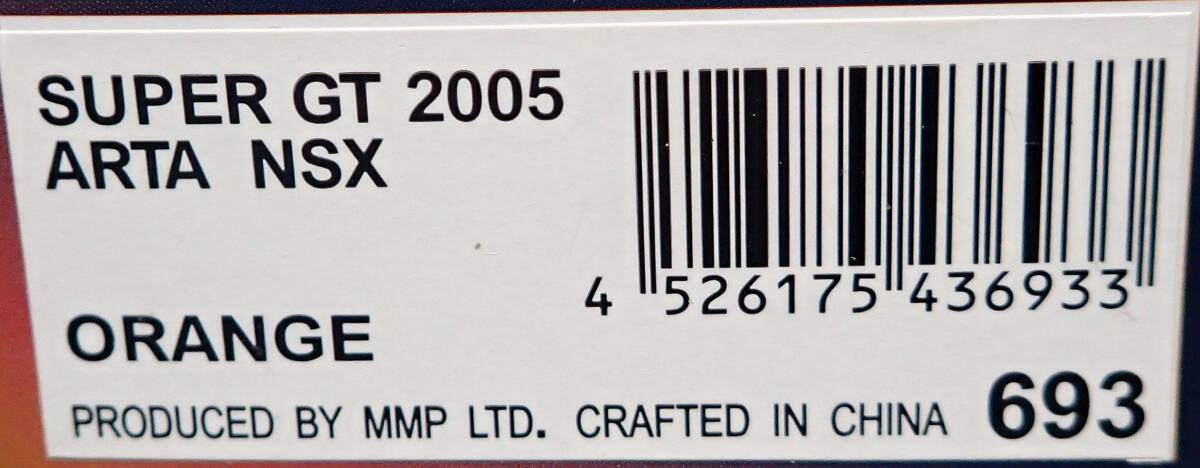 SUPER GT 2005
ARTA NSX
4 526175 436933
ORANGE
PRODUCED BY MMP LTD. CRAFTED IN CHINA 693